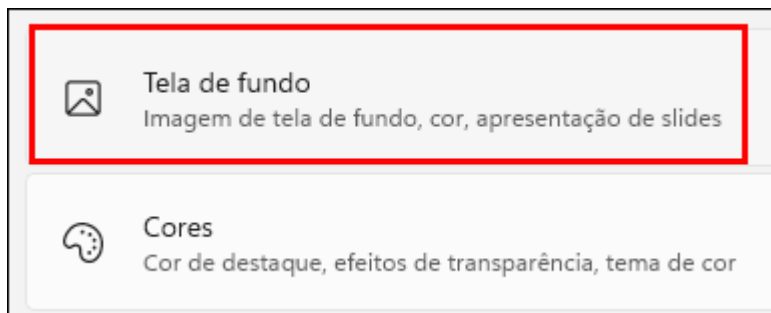 Tela de fundo
Imagem de tela de fundo, cor, apresentação de slides
Cores
Cor de destaque, efeitos de transparência, tema de cor